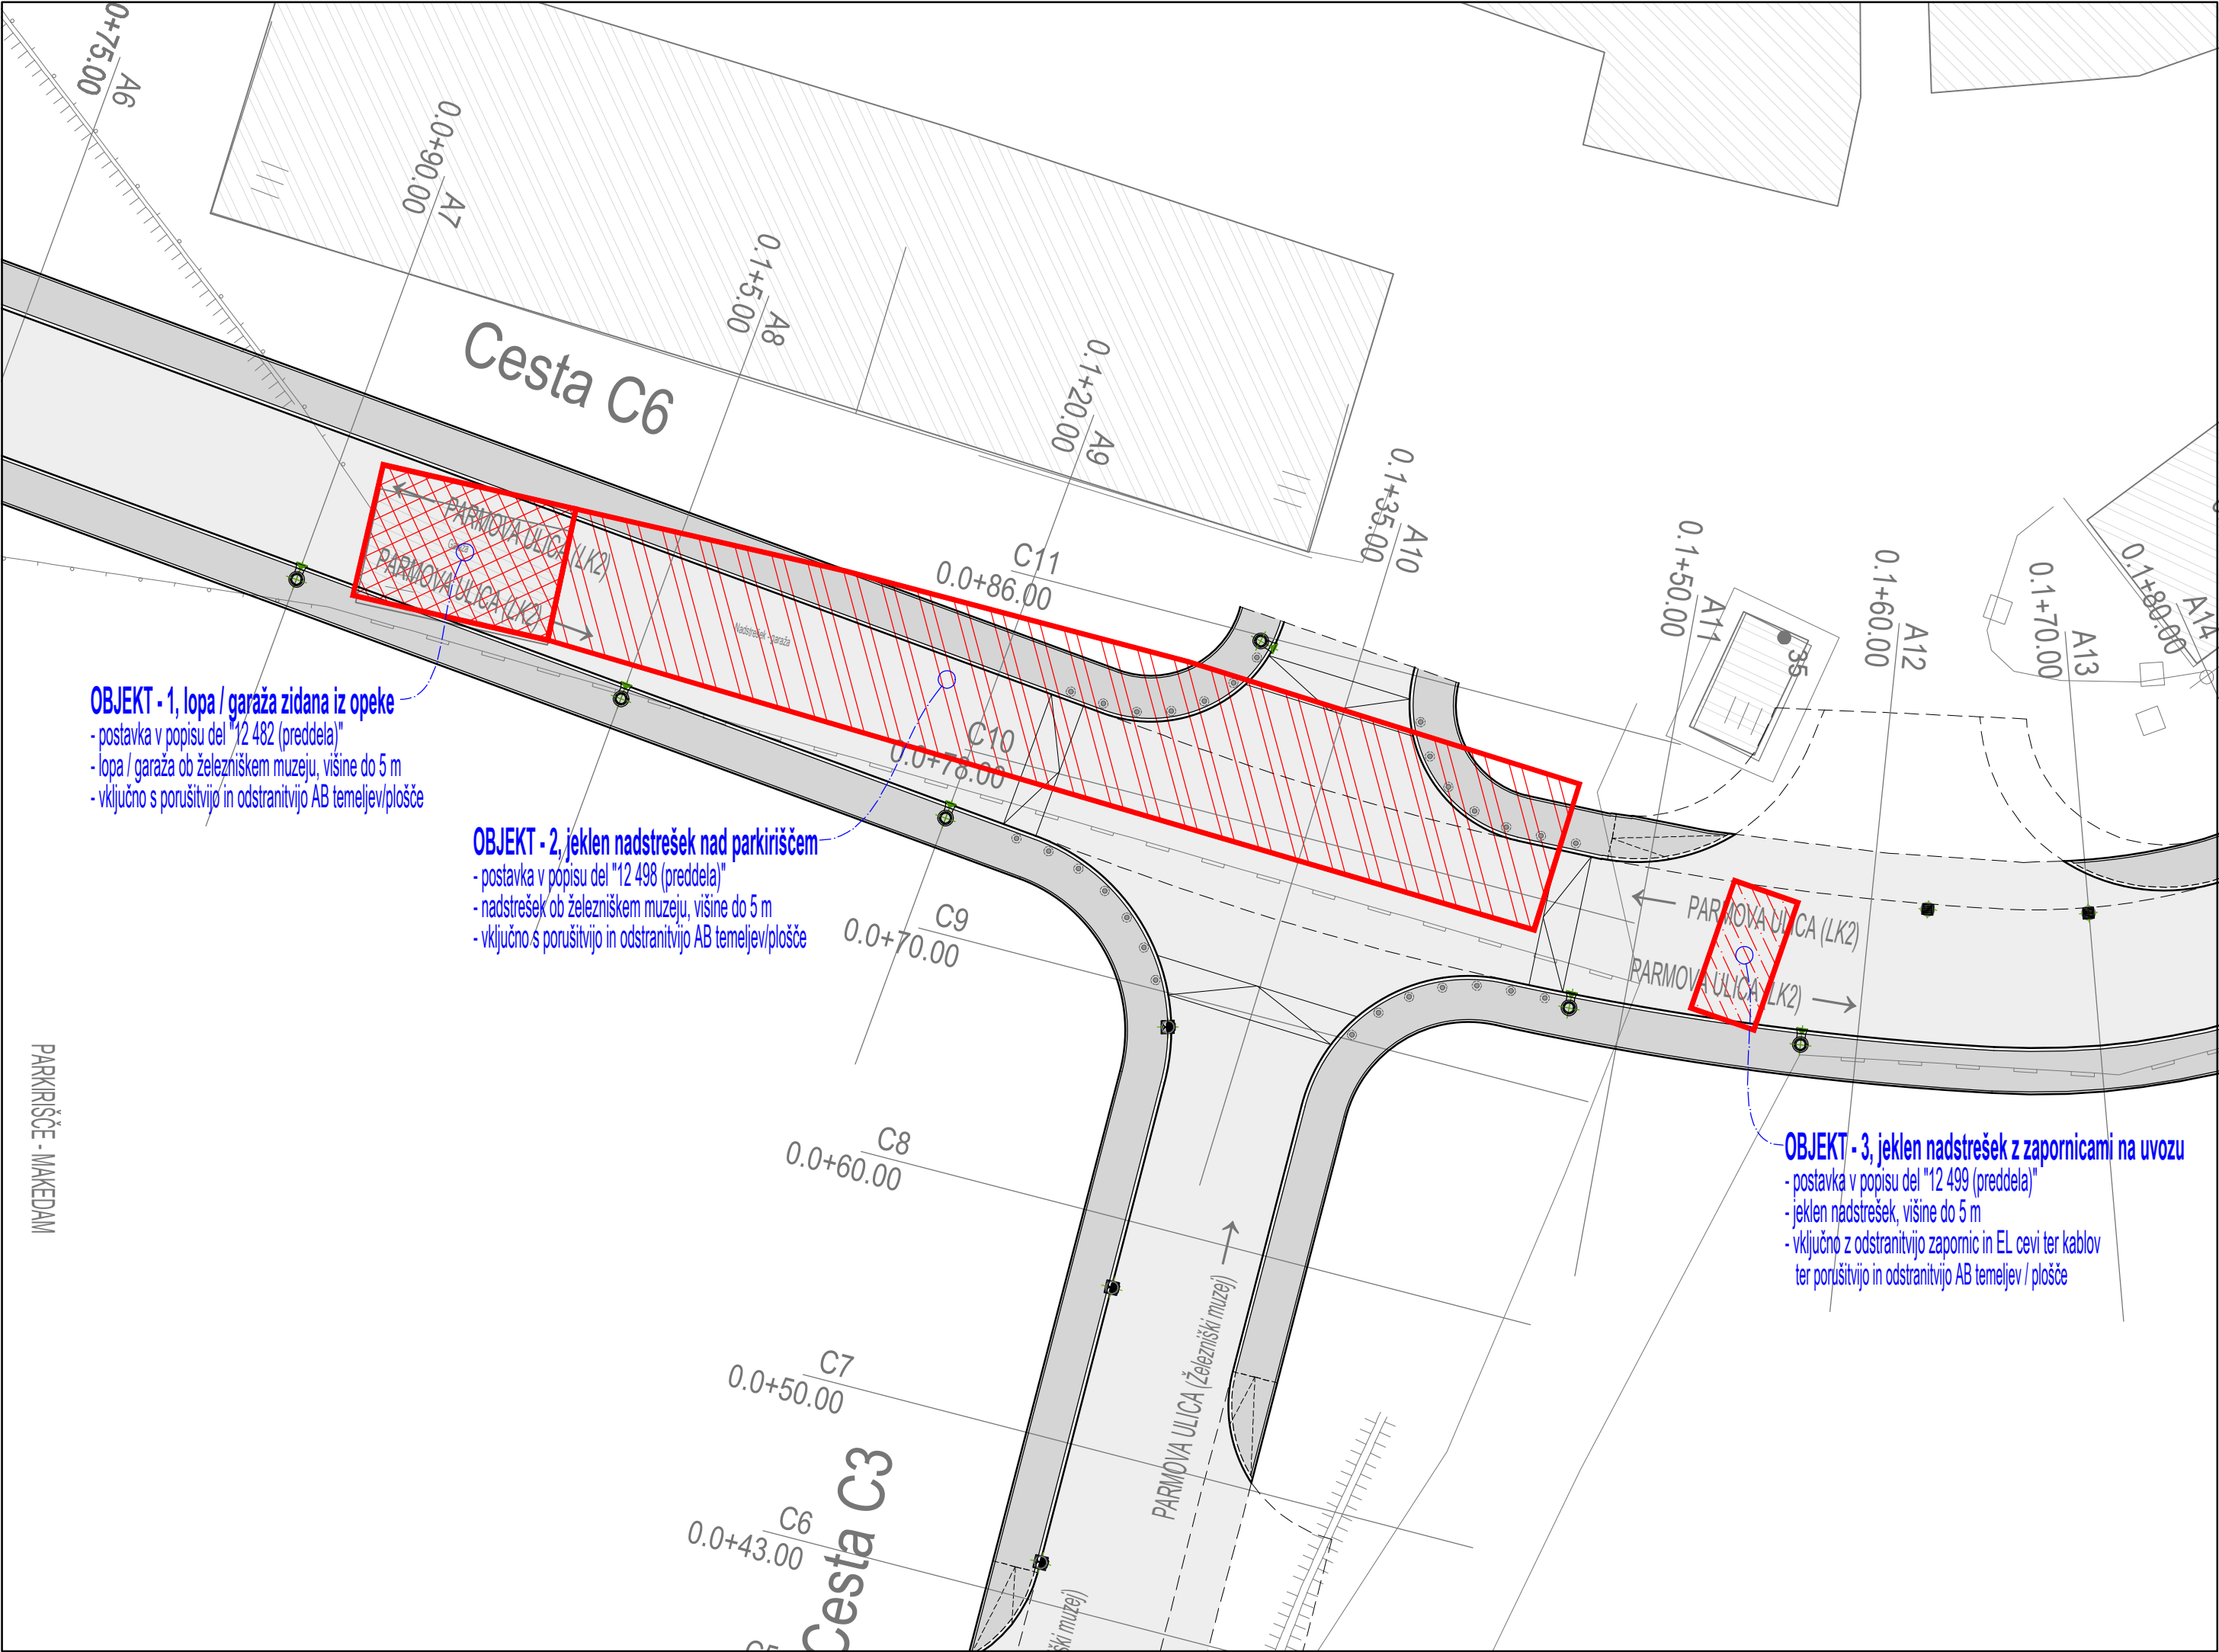 0+75.00
A6
0.0+90.00
A7
0.1+5.00
A8
0.1+20.00
A9
0.1+35.00
A10
0.1+50.00
A11
0.1+60.00
A12
0.1+70.00
A13
0.1+80.00
A14
35
Cesta C6
PARMOVA ULICA (LK2)
Garaža
PARMOVA ULICA (LK2)
Nadstrešek - garaža
C11
0.0+86.00
C10
0.0+78.00
OBJEKT - 1, lopa / garaža zidana iz opeke
- postavka v popisu del "12 482 (preddela)"
- lopa / garaža ob železniškem muzeju, višine do 5 m
- vključno s porušitvijo in odstranitvijo AB temeljev/plošče
OBJEKT - 2, jeklen nadstrešek nad parkiriščem
- postavka v popisu del "12 498 (preddela)"
- nadstrešek ob železniškem muzeju, višine do 5 m
- vključno s porušitvijo in odstranitvijo AB temeljev/plošče
C9
0.0+70.00
PARMOVA ULICA (LK2)
PARMOVA ULICA (LK2)
C8
0.0+60.00
OBJEKT - 3, jeklen nadstrešek z zapornicami na uvozu
- postavka v popisu del "12 499 (preddela)"
- jeklen nadstrešek, višine do 5 m
- vključno z odstranitvijo zapornic in EL cevi ter kablov
ter porušitvijo in odstranitvijo AB temeljev / plošče
PARKIRIŠČE - MAKEDAM
C7
0.0+50.00
PARMOVA ULICA (Železniški muzej)
C6
0.0+43.00
Cesta C3
C5
ški muzej)